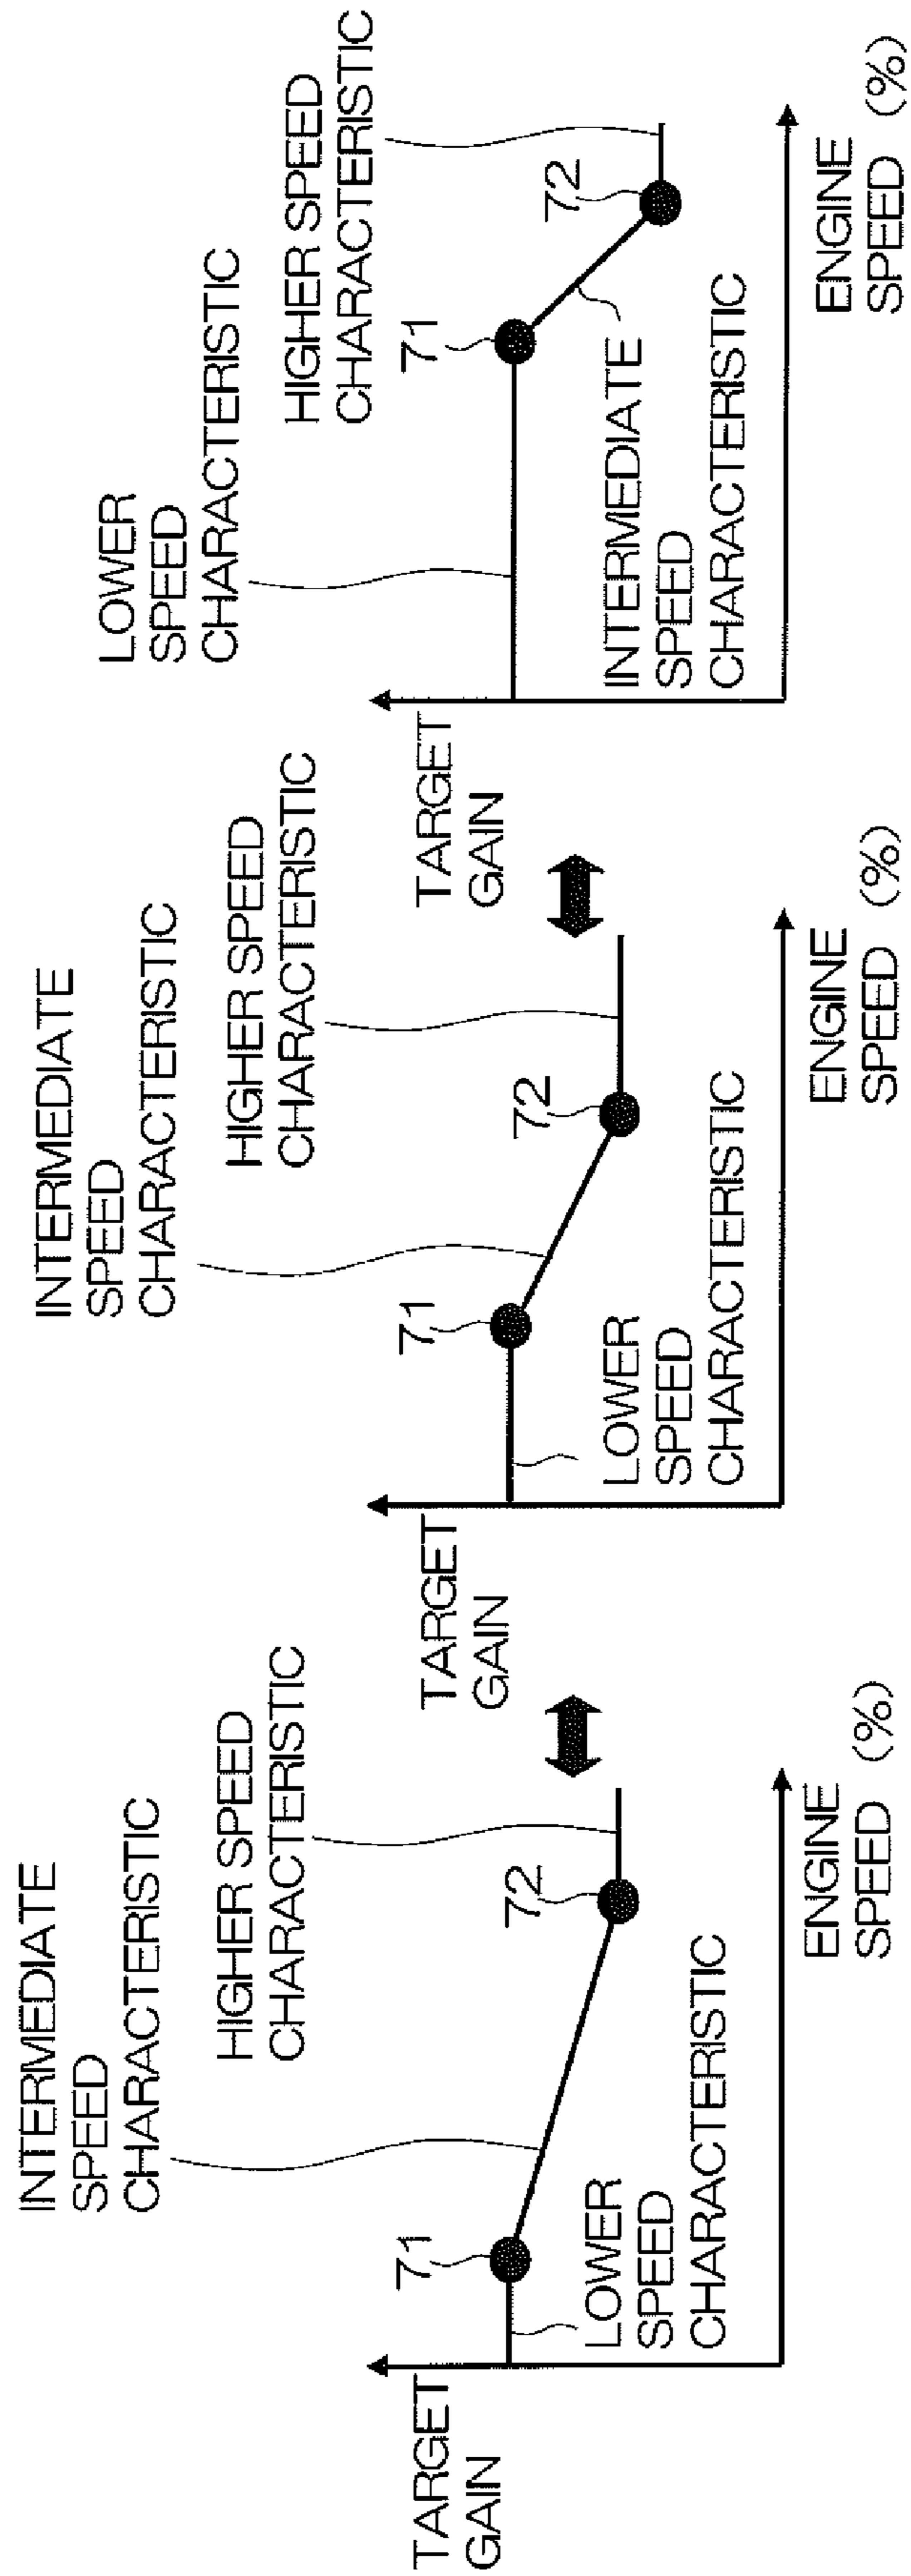 INTERMEDIATE
SPEED
CHARACTERISTIC
HIGHER SPEED
CHARACTERISTIC
71
72
LOWER
SPEED
CHARACTERISTIC
TARGET
GAIN
ENGINE
SPEED (%)
INTERMEDIATE
SPEED
CHARACTERISTIC
HIGHER SPEED
CHARACTERISTIC
71
72
LOWER
SPEED
CHARACTERISTIC
TARGET
GAIN
ENGINE
SPEED (%)
LOWER
SPEED
CHARACTERISTIC
HIGHER SPEED
CHARACTERISTIC
71
72
INTERMEDIATE
SPEED
CHARACTERISTIC
TARGET
GAIN
ENGINE
SPEED (%)